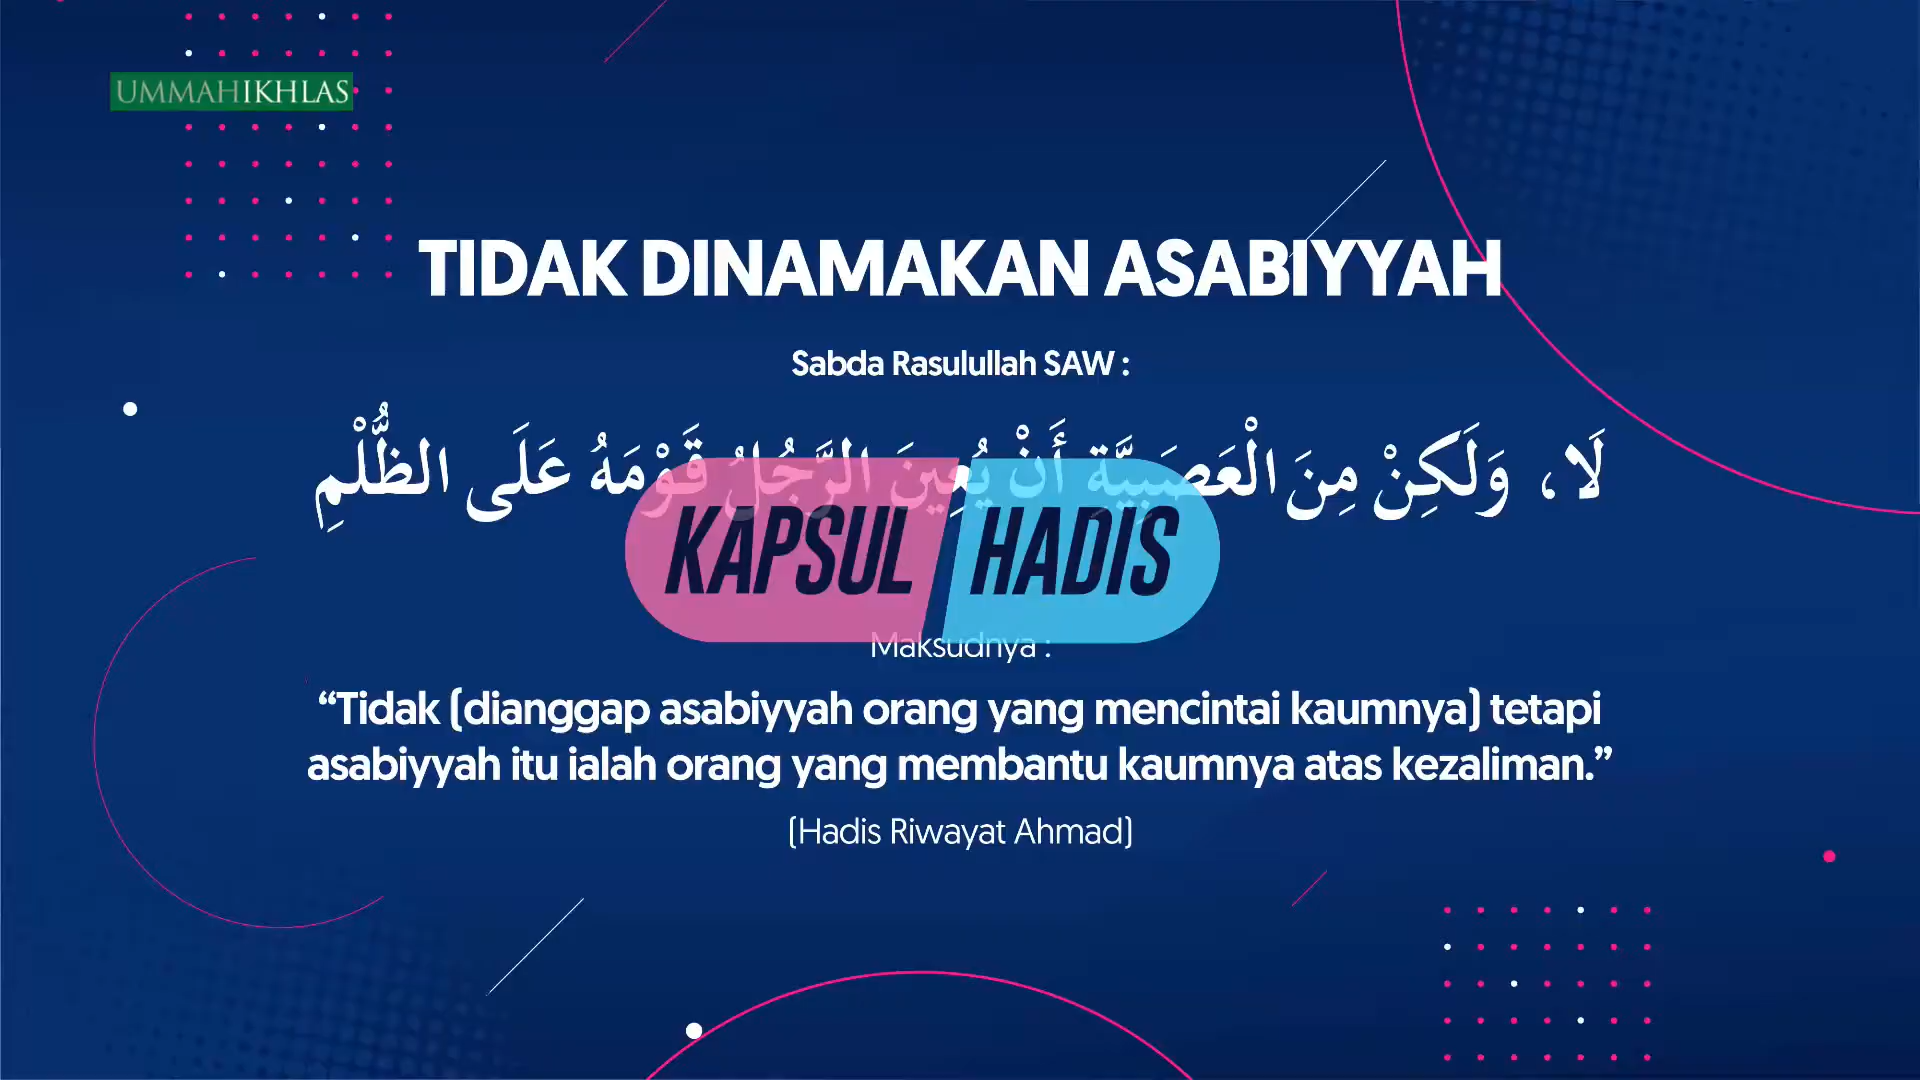 UMMAHIKHLAS
TIDAK DINAMAKAN ASABIYYAH
Sabda Rasulullah SAW :
لَا، وَلَكِنْ مِنَ الْعَصَبِيَّةِ أَنْ يُعِينَ الرَّجُلُ قَوْمَهُ عَلَى الظُّلْمِ
KAPSUL HADIS
Maksudnya :
“Tidak (dianggap asabiyyah orang yang mencintai kaumnya) tetapi
asabiyyah itu ialah orang yang membantu kaumnya atas kezaliman.”
(Hadis Riwayat Ahmad)